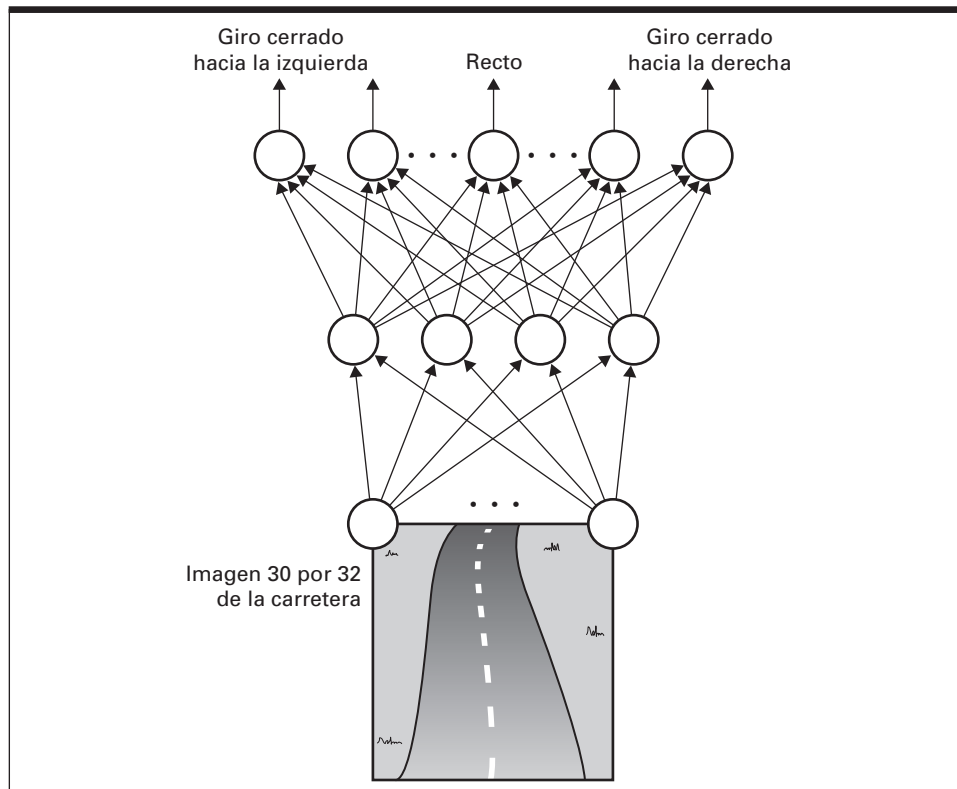 Giro cerrado
hacia la izquierda
Recto
Giro cerrado
hacia la derecha
Imagen 30 por 32
de la carretera